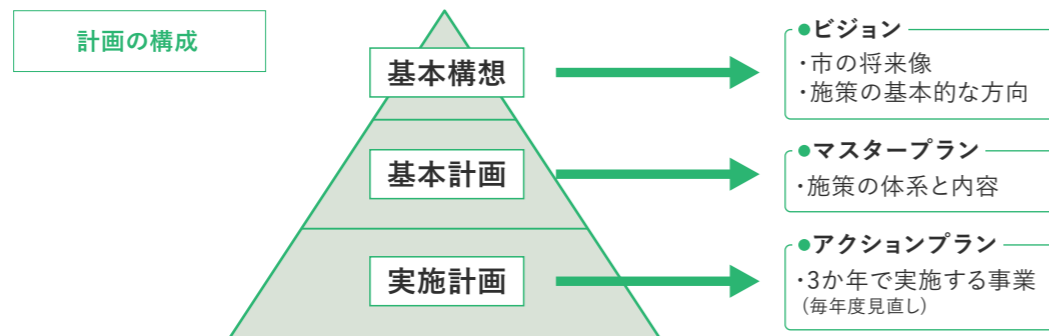 計画の構成
基本構想
●ビジョン
・市の将来像
・施策の基本的な方向
基本計画
●マスタープラン
・施策の体系と内容
実施計画
●アクションプラン
・3か年で実施する事業
(毎年度見直し)